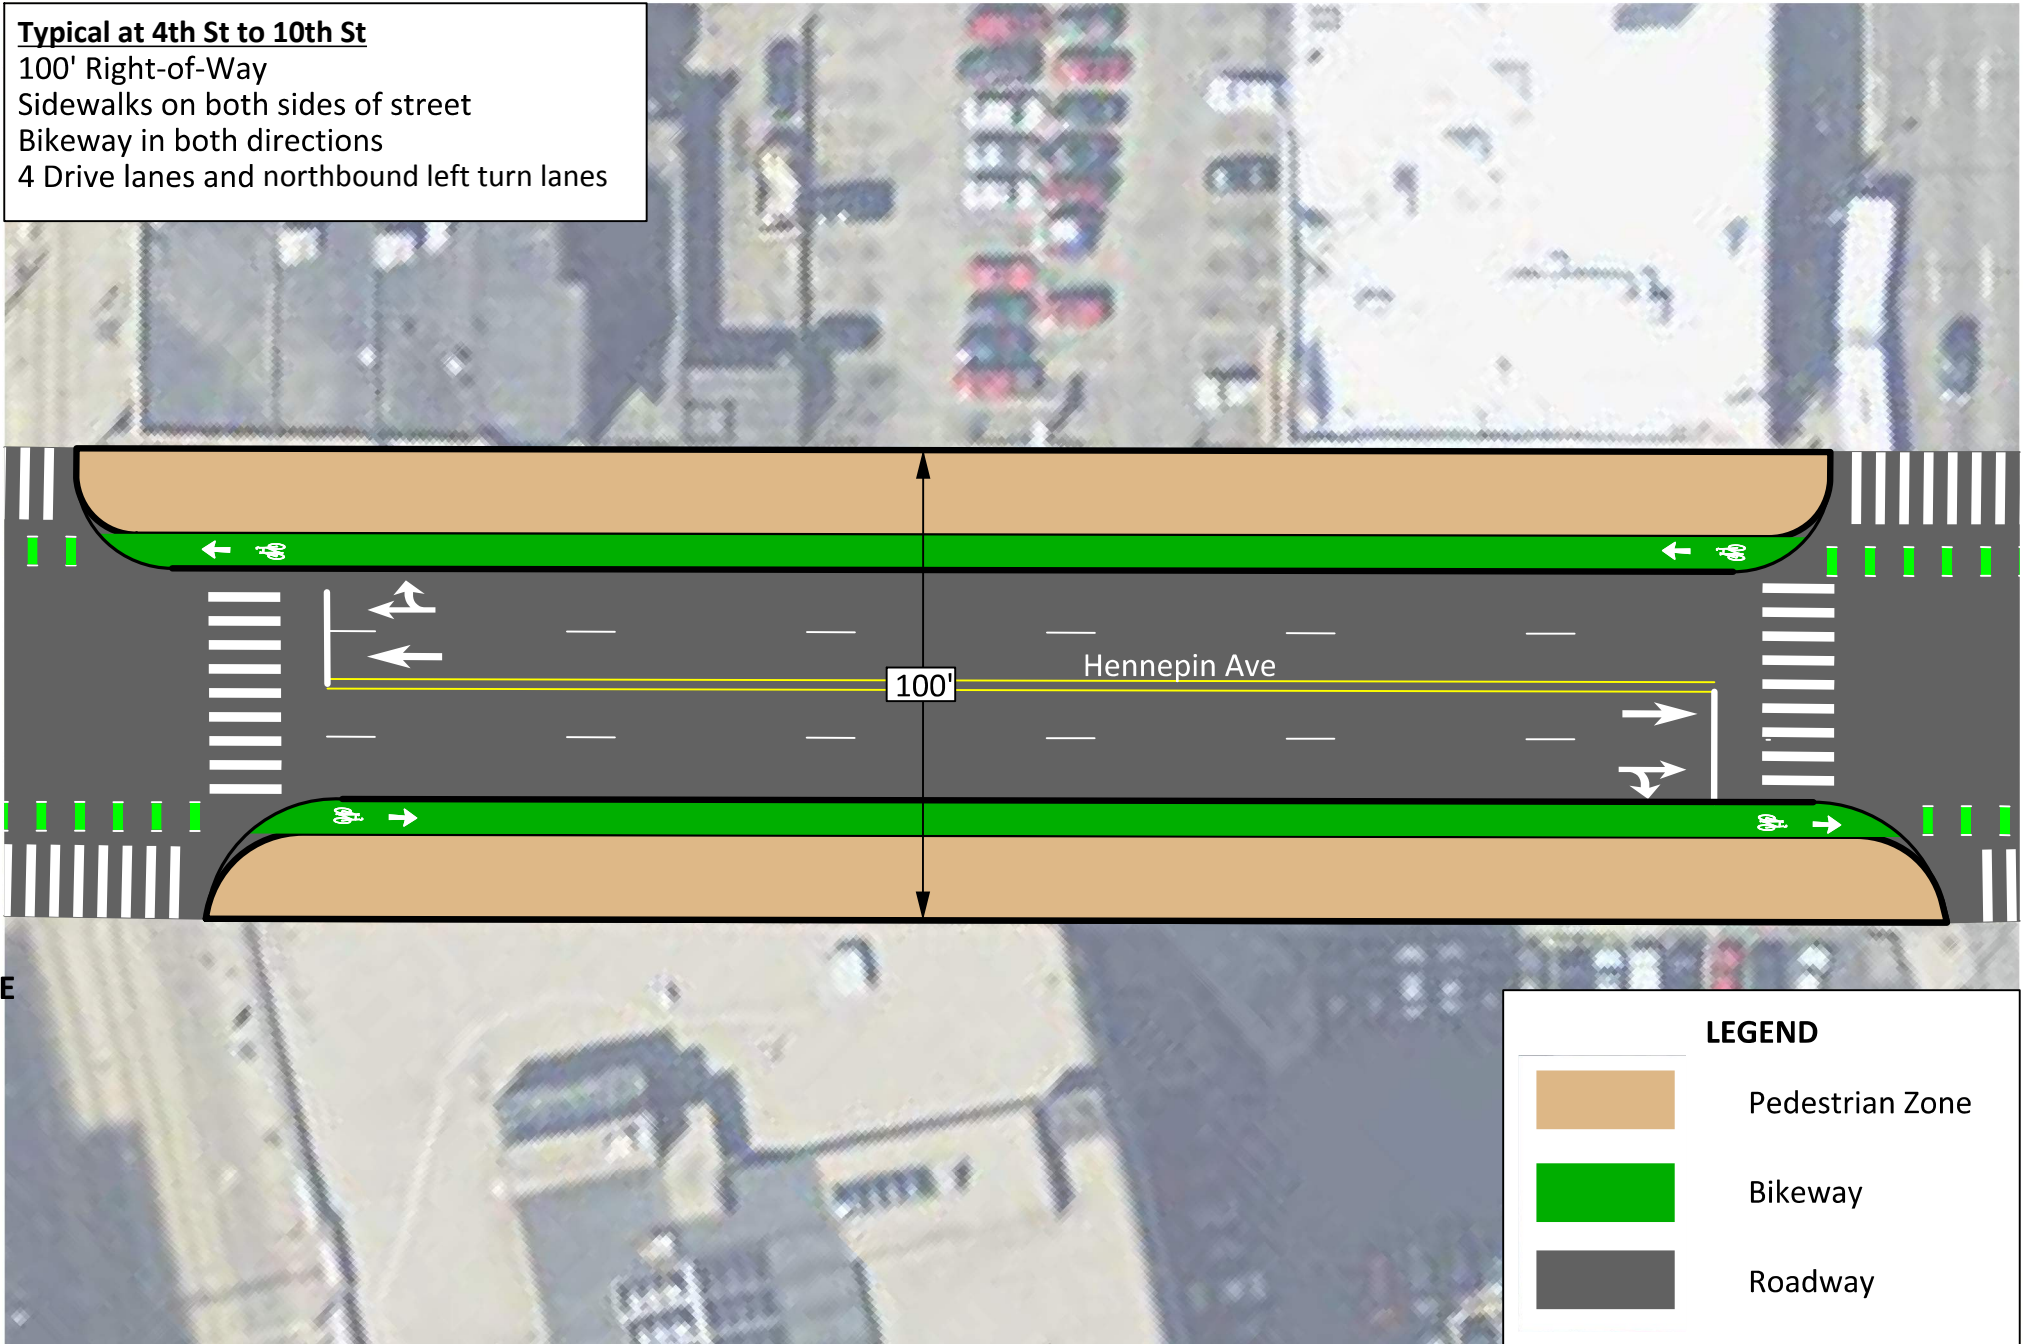 Typical at 4th St to 10th St
100' Right-of-Way
Sidewalks on both sides of street
Bikeway in both directions
4 Drive lanes and northbound left turn lanes
Hennepin Ave
100'
E
LEGEND
Pedestrian Zone
Bikeway
Roadway